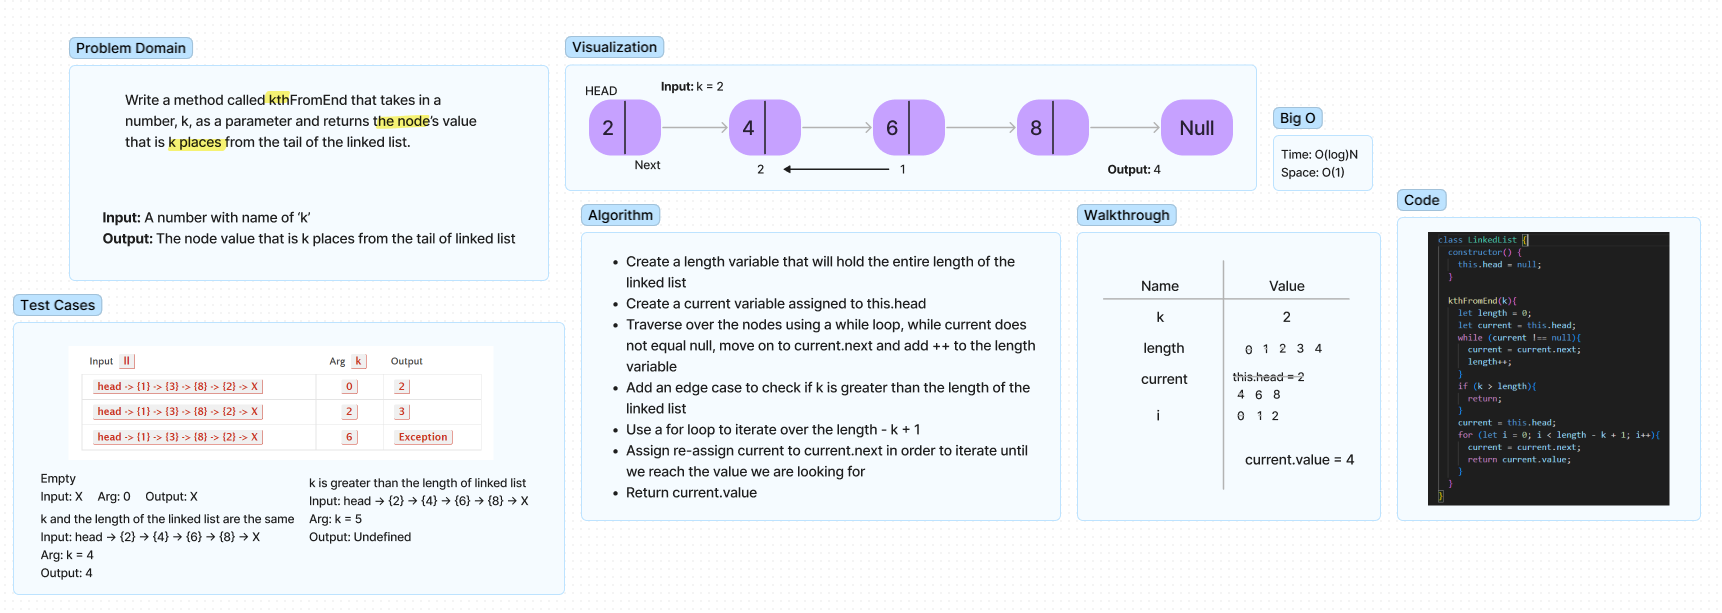 Problem Domain
Write a method called kthFromEnd that takes in a
number, k, as a parameter and returns the node's value
that is k places from the tail of the linked list.
Input: A number with name of ‘k’
Output: The node value that is k places from the tail of linked list
Test Cases
Input ll Arg k Output
head -> {1} -> {3} -> {8} -> {2} -> X 0 2
head -> {1} -> {3} -> {8} -> {2} -> X 2 3
head -> {1} -> {3} -> {8} -> {2} -> X 6 Exception
Empty
Input: X Arg: 0 Output: X
k and the length of the linked list are the same
Input: head → {2} → {4} → {6} → {8} → X
Arg: k = 4
Output: 4
k is greater than the length of linked list
Input: head → {2} → {4} → {6} → {8} → X
Arg: k = 5
Output: Undefined
Visualization
Input: k = 2
HEAD
2 4 6 8 Null
Next
2 1
Output: 4
Big O
Time: O(log)N
Space: O(1)
Algorithm
• Create a length variable that will hold the entire length of the
linked list
• Create a current variable assigned to this.head
• Traverse over the nodes using a while loop, while current does
not equal null, move on to current.next and add ++ to the length
variable
• Add an edge case to check if k is greater than the length of the
linked list
• Use a for loop to iterate over the length - k + 1
• Assign re-assign current to current.next in order to iterate until
we reach the value we are looking for
• Return current.value
Walkthrough
Name Value
k 2
length 0 1 2 3 4
current this.head = 2
4 6 8
i 0 1 2
current.value = 4
Code
class LinkedList {
constructor() {
this.head = null;
}
kthFromEnd(k){
let length = 0;
let current = this.head;
while (current !== null){
current = current.next;
length++;
}
if (k > length){
return;
}
current = this.head;
for (let i = 0; i < length - k + 1; i++){
current = current.next;
return current.value;
}
}
}